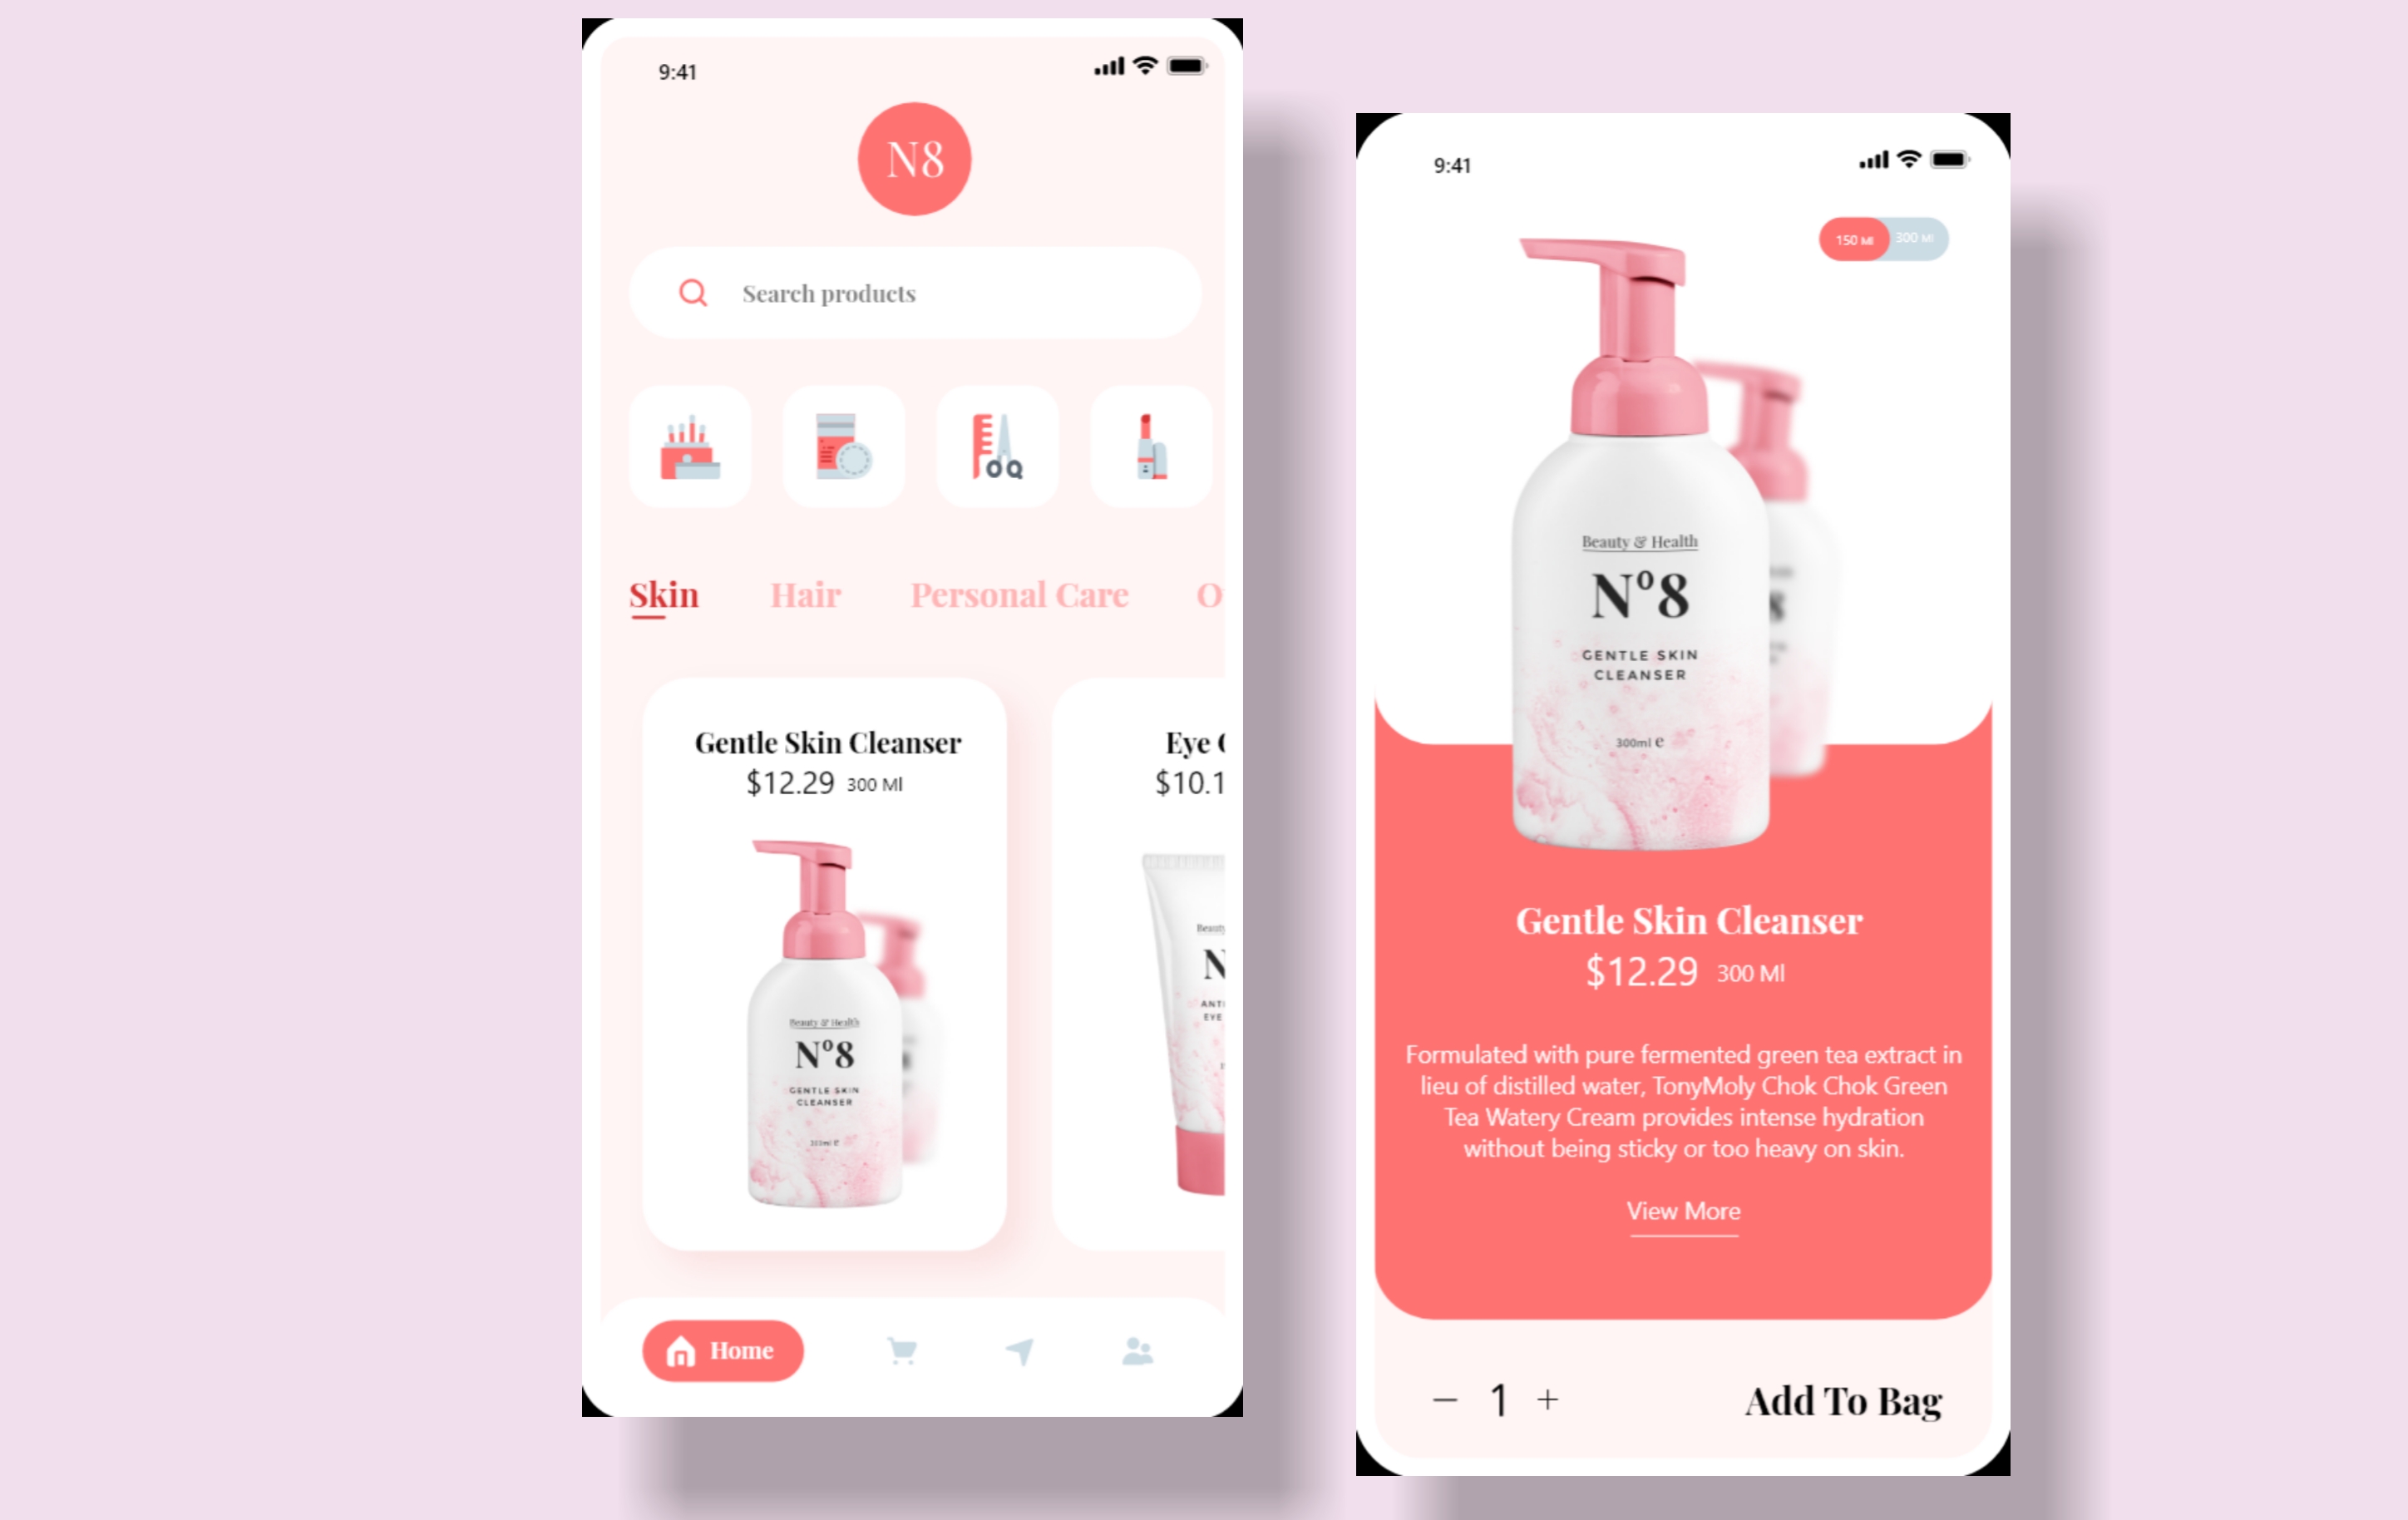 9:41
N8
Search products
Skin Hair Personal Care
Gentle Skin Cleanser
$12.29 300 Ml
Beauty & Health
Nº8
GENTLE SKIN
CLEANSER
300ml e
Eye
$10.1
Home
9:41
150 Ml 300 Ml
Beauty & Health
Nº8
GENTLE SKIN
CLEANSER
300ml e
Gentle Skin Cleanser
$12.29 300 Ml
Formulated with pure fermented green tea extract in
lieu of distilled water, TonyMoly Chok Chok Green
Tea Watery Cream provides intense hydration
without being sticky or too heavy on skin.
View More
1
Add To Bag